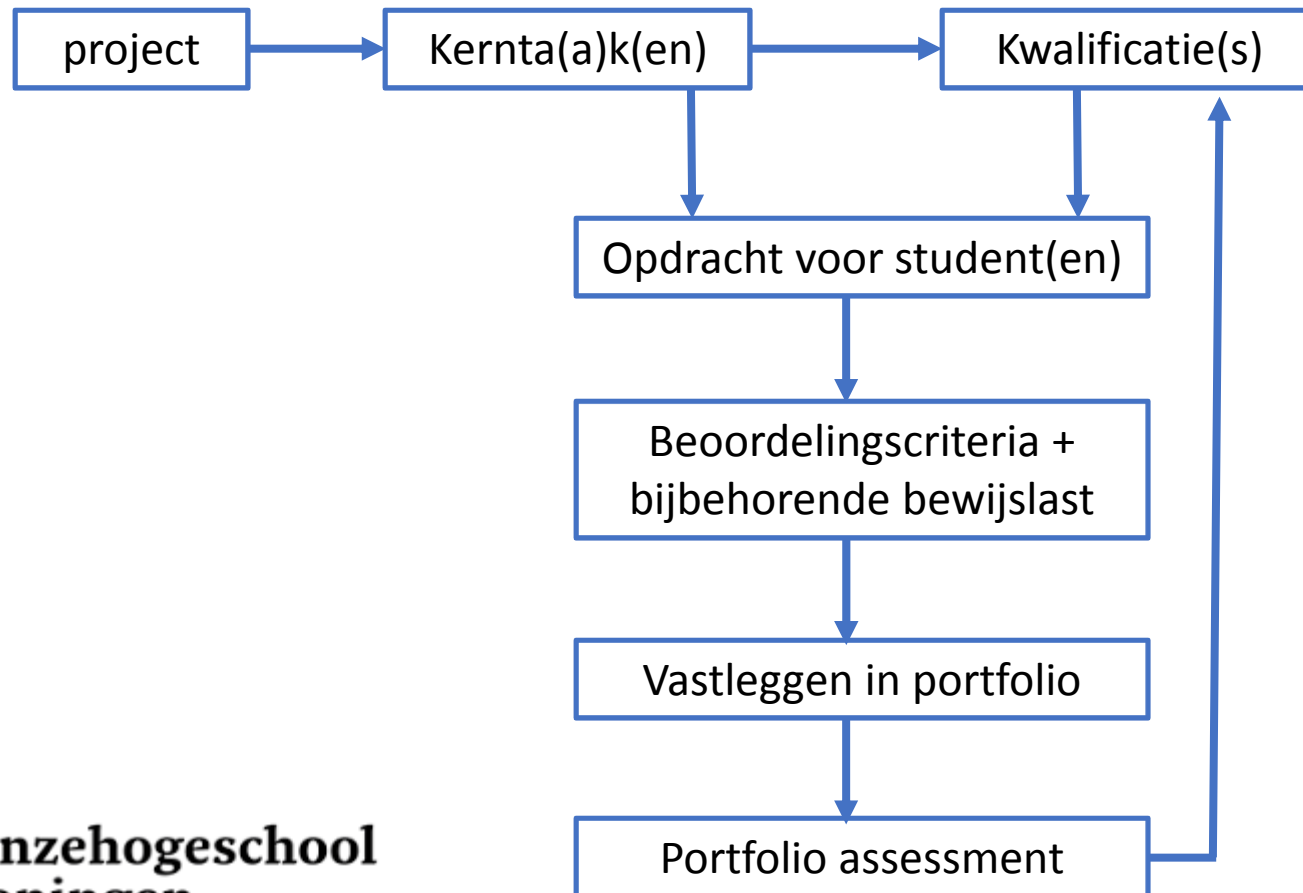 project
Kernta(a)k(en)
Kwalificatie(s)
Opdracht voor student(en)
Beoordelingscriteria +
bijbehorende bewijslast
Vastleggen in portfolio
Portfolio assessment
nzehogeschool